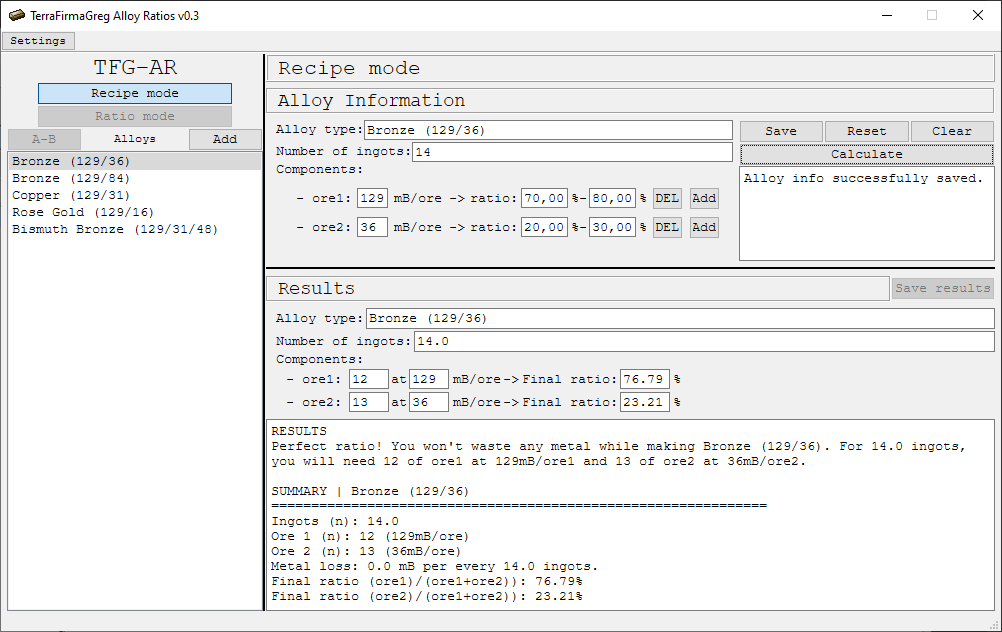 TerraFirmaGreg Alloy Ratios v0.3
Settings
TFG-AR
Recipe mode
Ratio mode
A-B Alloys Add
Bronze (129/36)
Bronze (129/84)
Copper (129/31)
Rose Gold (129/16)
Bismuth Bronze (129/31/48)
Recipe mode
Alloy Information
Alloy type: Bronze (129/36)
Number of ingots: 14
Components:
- ore1: 129 mB/ore -> ratio: 70,00 %- 80,00 % DEL Add
- ore2: 36 mB/ore -> ratio: 20,00 %- 30,00 % DEL Add
Save Reset Clear
Calculate
Alloy info successfully saved.
Results Save results
Alloy type: Bronze (129/36)
Number of ingots: 14.0
Components:
- ore1: 12 at 129 mB/ore-> Final ratio: 76.79 %
- ore2: 13 at 36 mB/ore-> Final ratio: 23.21 %
RESULTS
Perfect ratio! You won't waste any metal while making Bronze (129/36). For 14.0 ingots,
you will need 12 of ore1 at 129mB/ore1 and 13 of ore2 at 36mB/ore2.
SUMMARY | Bronze (129/36)
==============================================================
Ingots (n): 14.0
Ore 1 (n): 12 (129mB/ore)
Ore 2 (n): 13 (36mB/ore)
Metal loss: 0.0 mB per every 14.0 ingots.
Final ratio (ore1)/(ore1+ore2)): 76.79%
Final ratio (ore2)/(ore1+ore2)): 23.21%